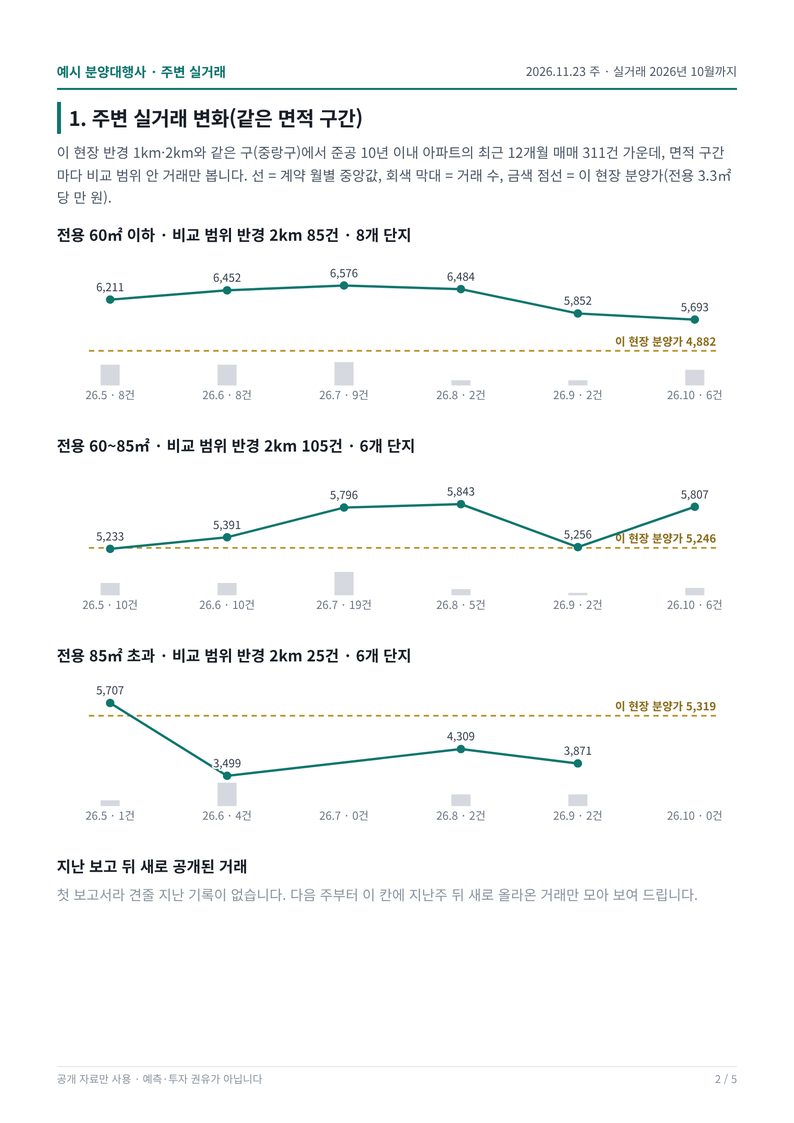 예시 분양대행사 · 주변 실거래
2026.11.23 주 · 실거래 2026년 10월까지
1. 주변 실거래 변화(같은 면적 구간)
이 현장 반경 1km·2km와 같은 구(중랑구)에서 준공 10년 이내 아파트의 최근 12개월 매매 311건 가운데, 면적 구간
마다 비교 범위 안 거래만 봅니다. 선 = 계약 월별 중앙값, 회색 막대 = 거래 수, 금색 점선 = 이 현장 분양가(전용 3.3㎡
당 만 원).
전용 60㎡ 이하 · 비교 범위 반경 2km 85건 · 8개 단지
6,211 6,452 6,576 6,484 5,852 5,693
이 현장 분양가 4,882
26.5 · 8건 26.6 · 8건 26.7 · 9건 26.8 · 2건 26.9 · 2건 26.10 · 6건
전용 60~85㎡ · 비교 범위 반경 2km 105건 · 6개 단지
5,233 5,391 5,796 5,843 5,256 5,807
이 현장 분양가 5,246
26.5 · 10건 26.6 · 10건 26.7 · 19건 26.8 · 5건 26.9 · 2건 26.10 · 6건
전용 85㎡ 초과 · 비교 범위 반경 2km 25건 · 6개 단지
5,707 3,499 4,309 3,871
이 현장 분양가 5,319
26.5 · 1건 26.6 · 4건 26.7 · 0건 26.8 · 2건 26.9 · 2건 26.10 · 0건
지난 보고 뒤 새로 공개된 거래
첫 보고서라 견줄 지난 기록이 없습니다. 다음 주부터 이 칸에 지난주 뒤 새로 올라온 거래만 모아 보여 드립니다.
공개 자료만 사용 · 예측·투자 권유가 아닙니다
2 / 5